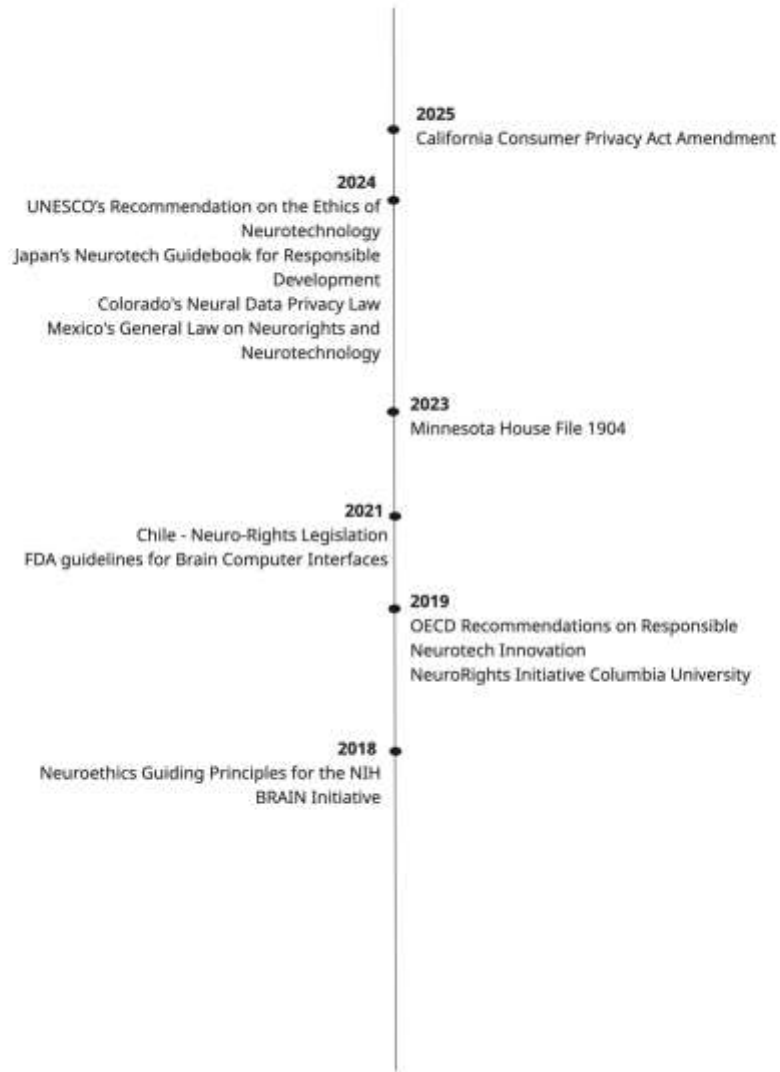 2025
California Consumer Privacy Act Amendment
2024
UNESCO's Recommendation on the Ethics of
Neurotechnology
Japan's Neurotech Guidebook for Responsible
Development
Colorado's Neural Data Privacy Law
Mexico's General Law on Neurorights and
Neurotechnology
2023
Minnesota House File 1904
2021
Chile - Neuro-Rights Legislation
FDA guidelines for Brain Computer Interfaces
2019
OECD Recommendations on Responsible
Neurotech Innovation
NeuroRights Initiative Columbia University
2018
Neuroethics Guiding Principles for the NIH
BRAIN Initiative